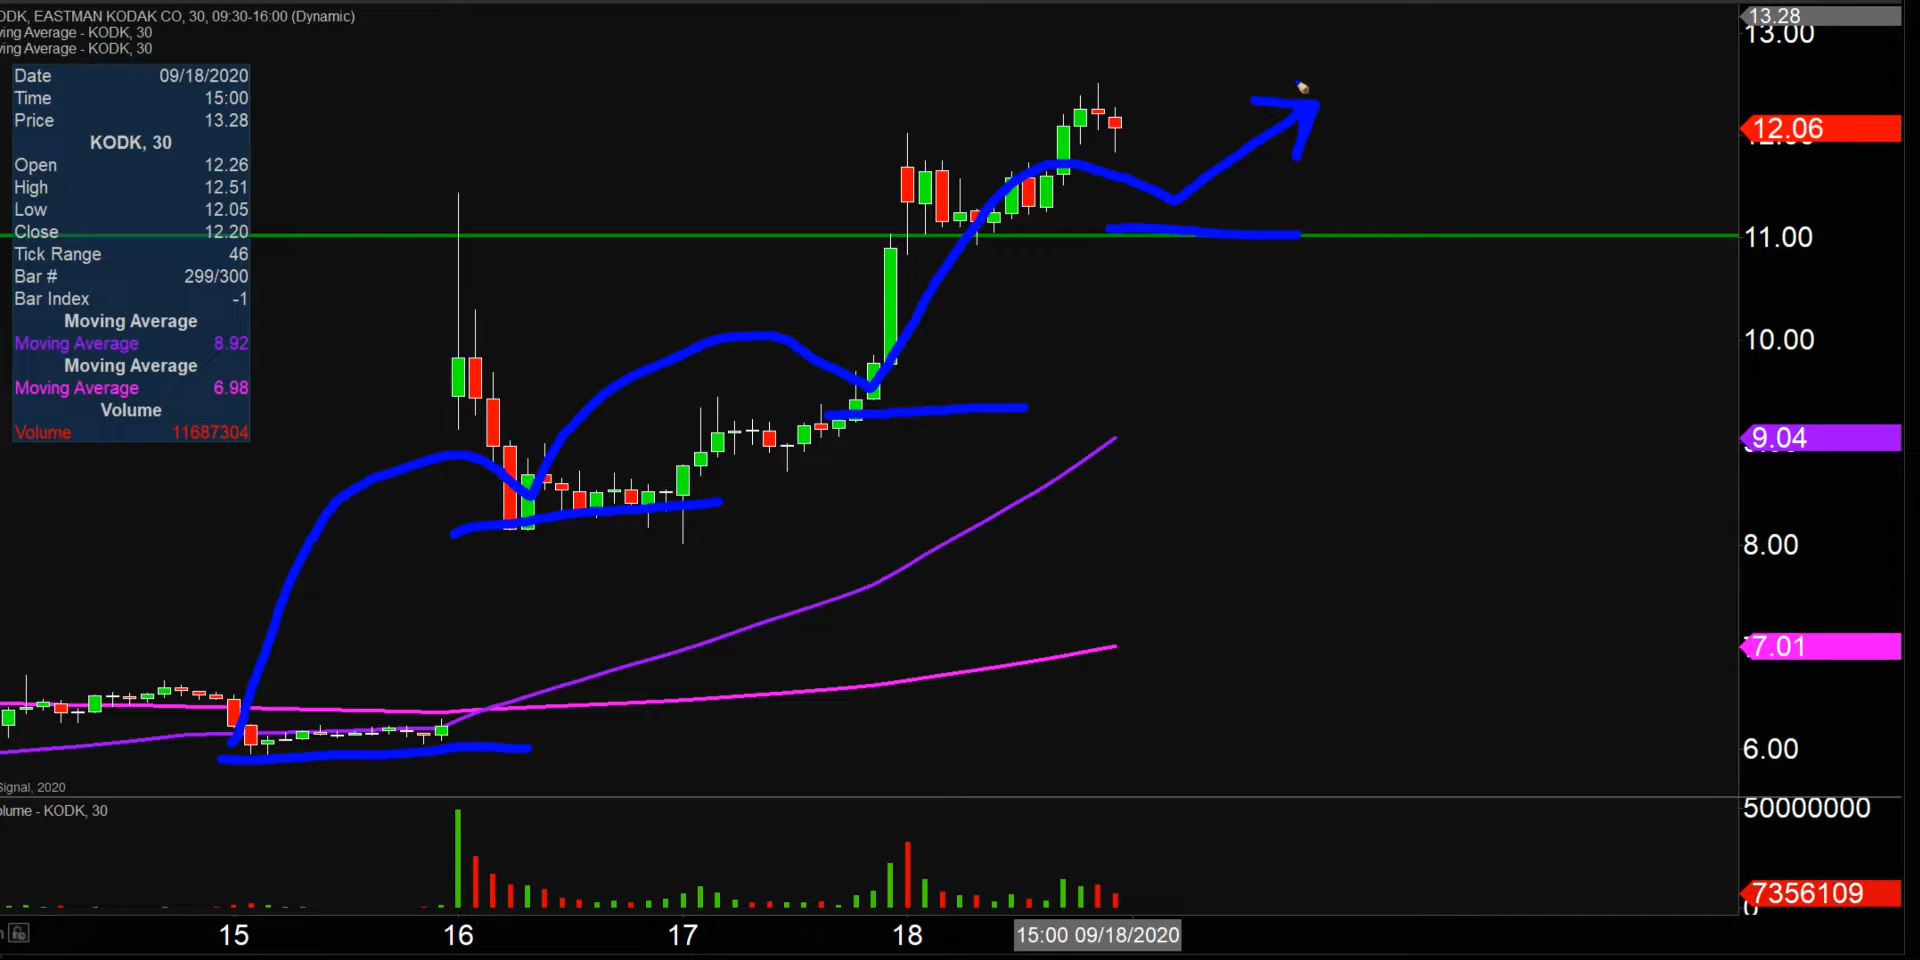 ODK, EASTMAN KODAK CO, 30, 09:30-16:00 (Dynamic)
ving Average - KODK, 30
ving Average - KODK, 30
Date 09/18/2020
Time 15:00
Price 13.28
KODK, 30
Open 12.26
High 12.51
Low 12.05
Close 12.20
Tick Range 46
Bar # 299/300
Bar Index -1
Moving Average
Moving Average 8.92
Moving Average
Moving Average 6.98
Volume
Volume 11687304
13.28
13.00
12.06
11.00
10.00
9.04
8.00
7.01
6.00
Signal, 2020
olume - KODK, 30
50000000
7356109
0
15 16 17 18 15:00 09/18/2020